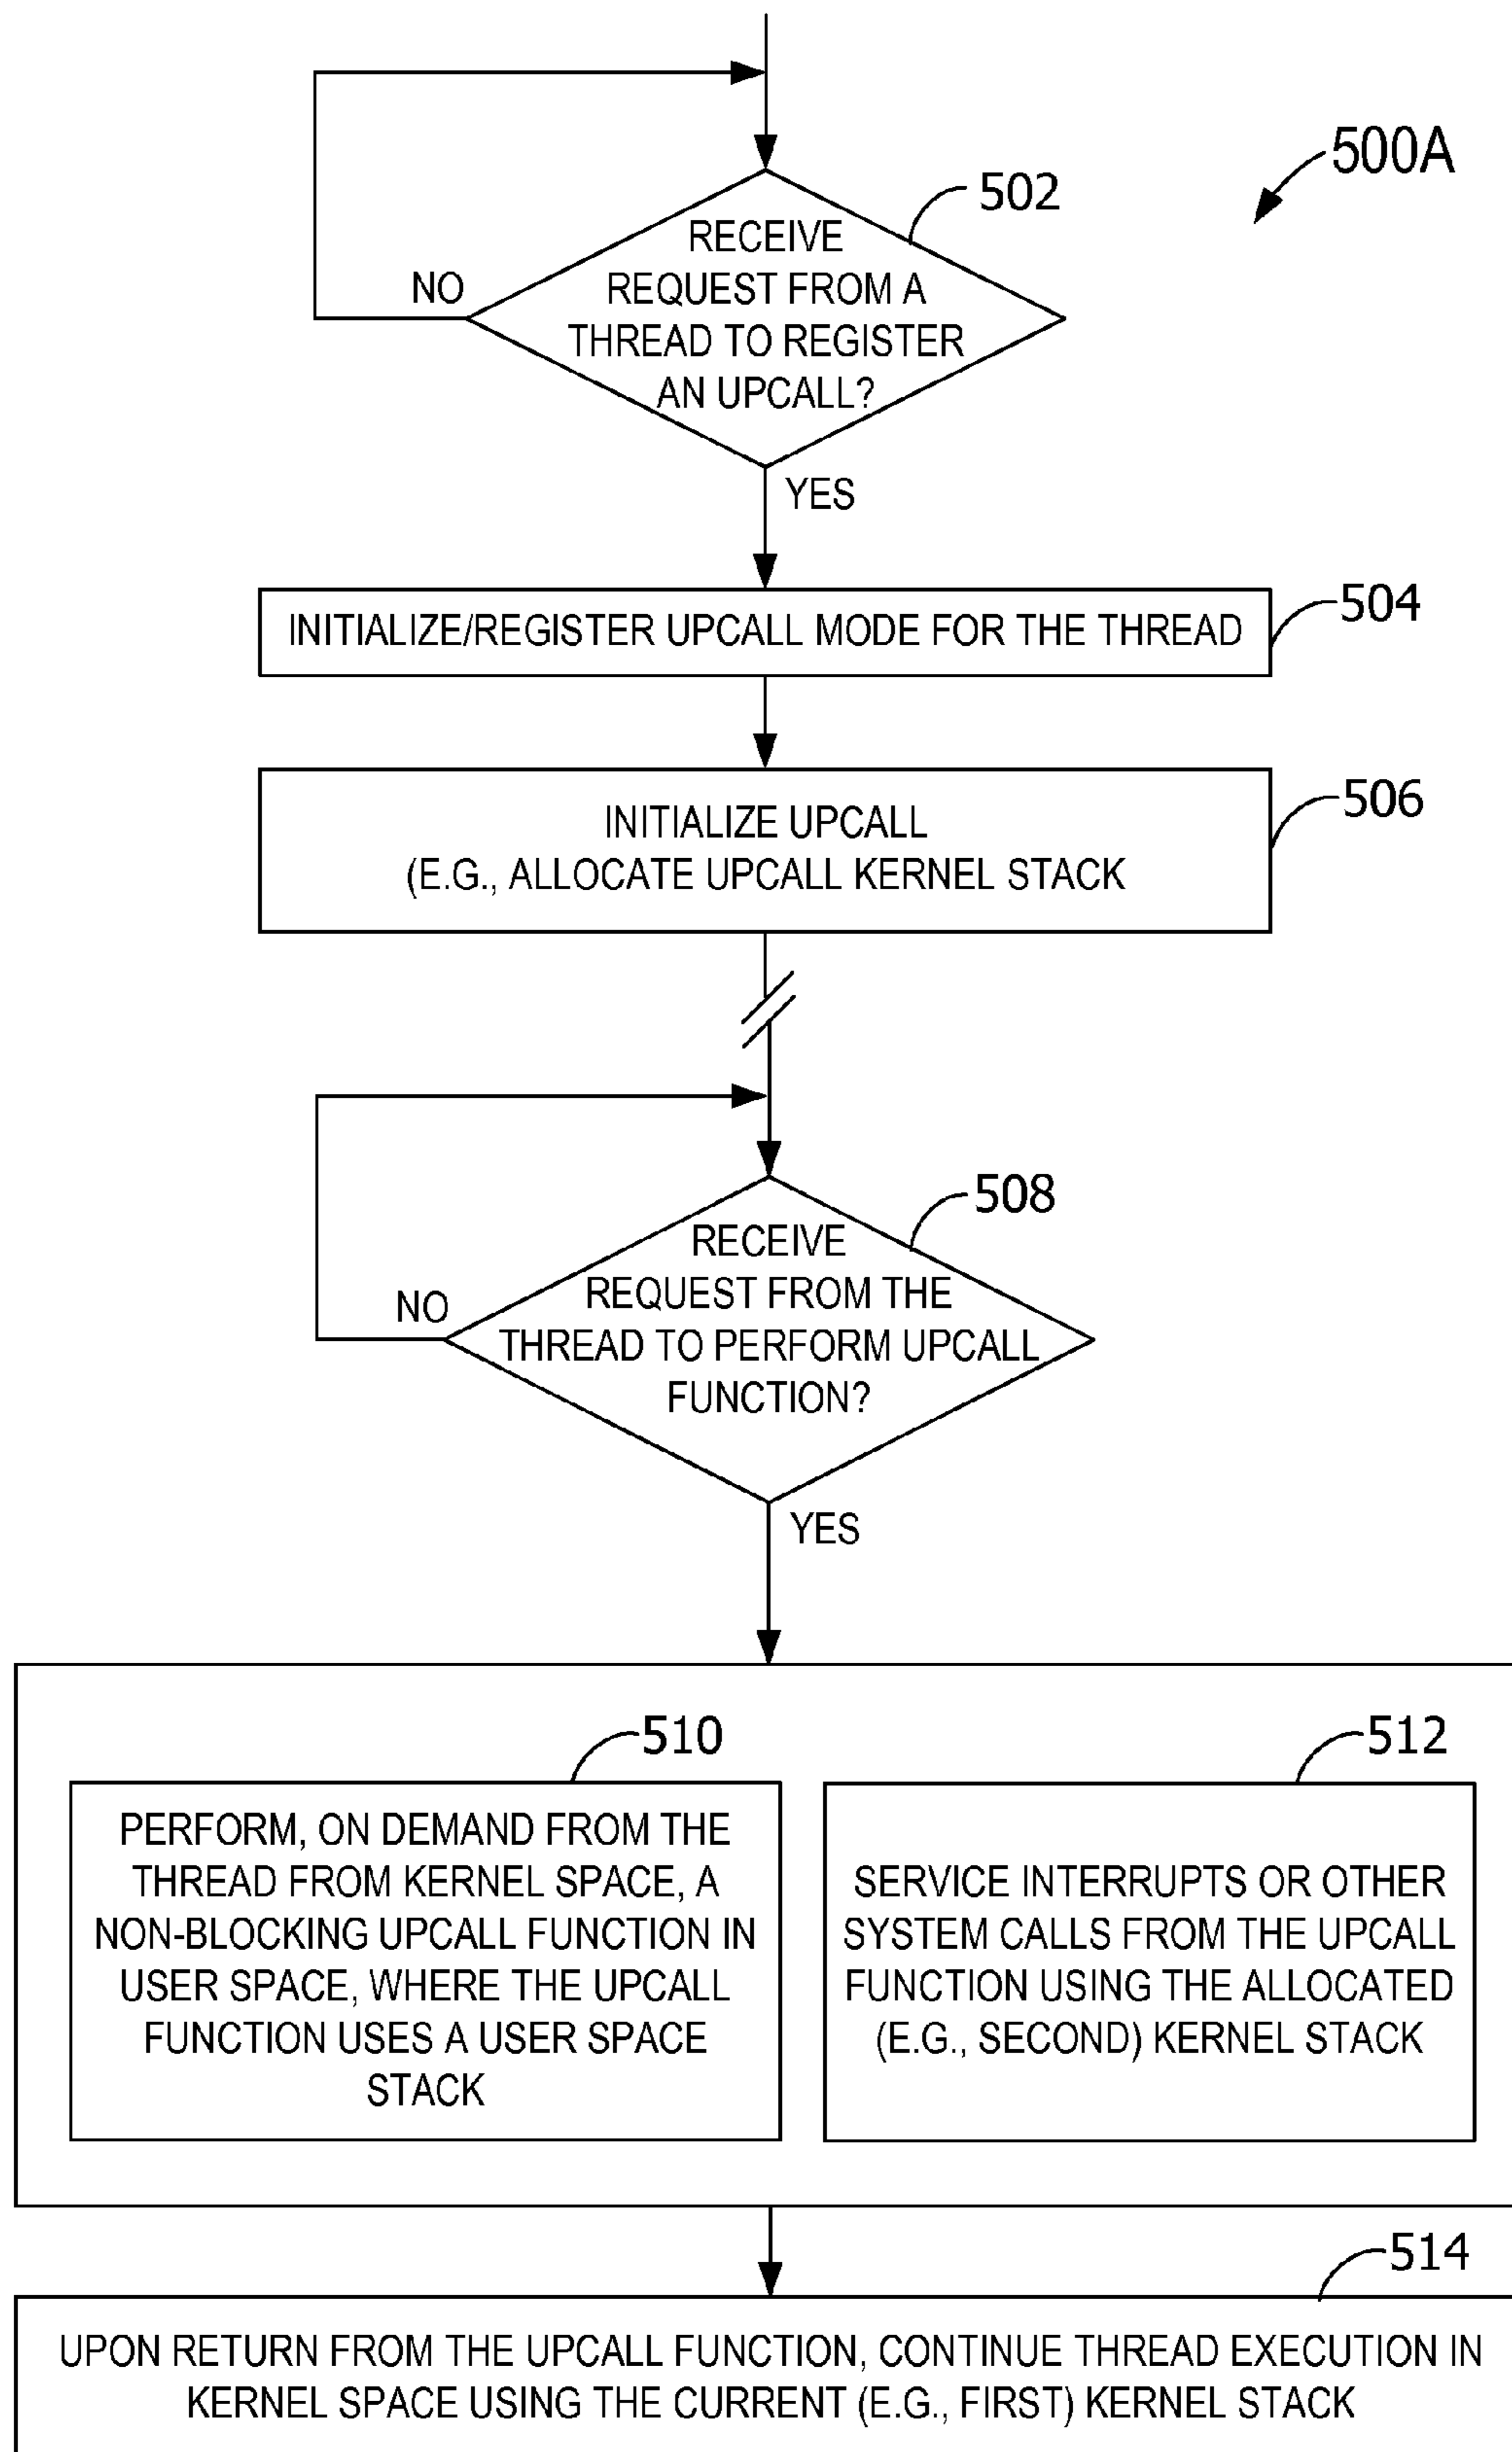 500A
502
RECEIVE
REQUEST FROM A
THREAD TO REGISTER
AN UPCALL?
NO
YES
504
INITIALIZE/REGISTER UPCALL MODE FOR THE THREAD
506
INITIALIZE UPCALL
(E.G., ALLOCATE UPCALL KERNEL STACK
508
RECEIVE
REQUEST FROM THE
THREAD TO PERFORM UPCALL
FUNCTION?
NO
YES
510
PERFORM, ON DEMAND FROM THE
THREAD FROM KERNEL SPACE, A
NON-BLOCKING UPCALL FUNCTION IN
USER SPACE, WHERE THE UPCALL
FUNCTION USES A USER SPACE
STACK
512
SERVICE INTERRUPTS OR OTHER
SYSTEM CALLS FROM THE UPCALL
FUNCTION USING THE ALLOCATED
(E.G., SECOND) KERNEL STACK
514
UPON RETURN FROM THE UPCALL FUNCTION, CONTINUE THREAD EXECUTION IN
KERNEL SPACE USING THE CURRENT (E.G., FIRST) KERNEL STACK